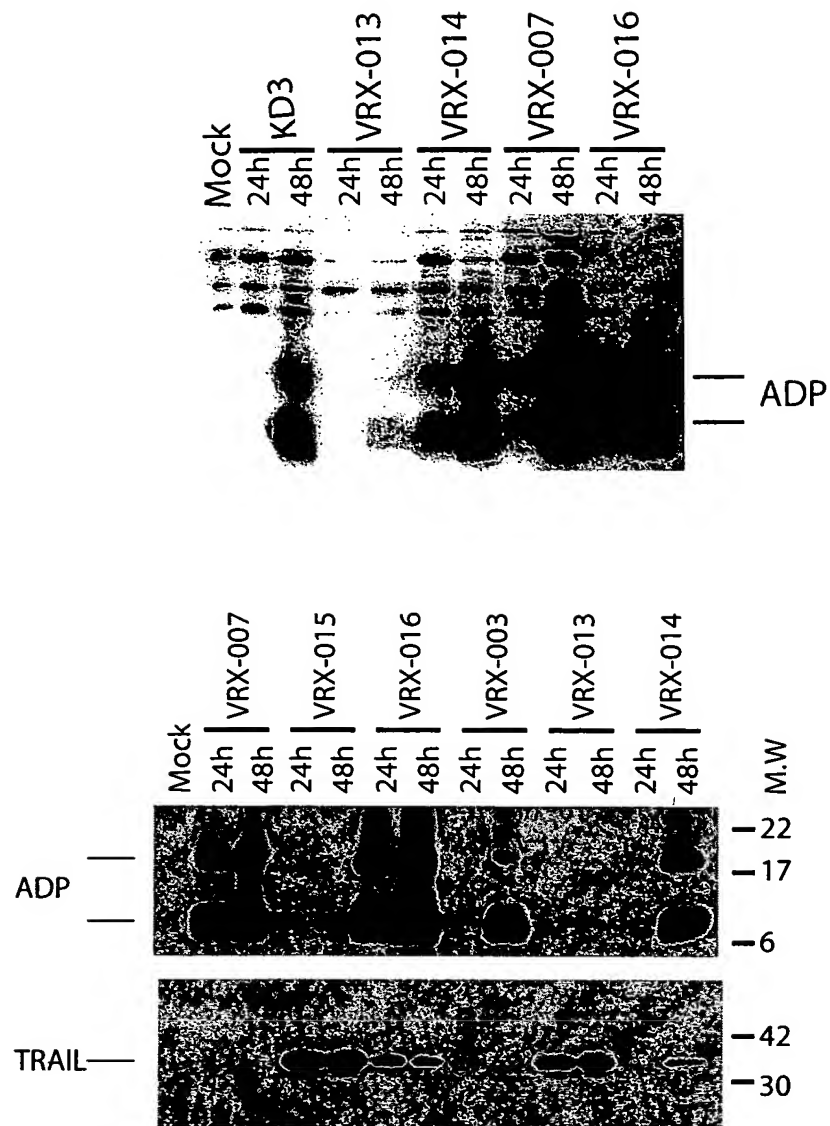 Mock KD3 VRX-013 VRX-014 VRX-007 VRX-016
24h 48h 24h 48h 24h 48h 24h 48h 24h 48h
ADP
VRX-007 VRX-015 VRX-016 VRX-003 VRX-013 VRX-014
Mock 24h 48h 24h 48h 24h 48h 24h 48h 24h 48h 24h 48h M.W
22
ADP
17
6
42
TRAIL
30